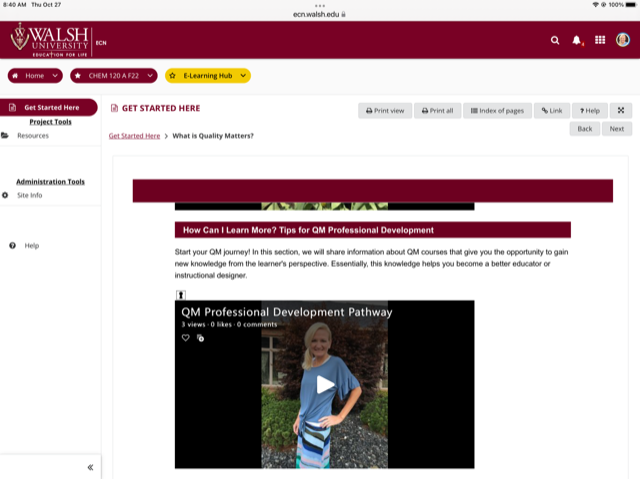 8:40 AM Thu Oct 27
100%
ecn.walsh.edu
WALSH
UNIVERSITY
EDUCATION FOR LIFE
ECN
Home
CHEM 120 A F22
E-Learning Hub
Get Started Here
Project Tools
Resources
Administration Tools
Site Info
Help
GET STARTED HERE
Print view
Print all
Index of pages
Link
? Help
Get Started Here > What is Quality Matters?
Back
Next
How Can I Learn More? Tips for QM Professional Development
Start your QM journey! In this section, we will share information about QM courses that give you the opportunity to gain
new knowledge from the learner's perspective. Essentially, this knowledge helps you become a better educator or
instructional designer.
QM Professional Development Pathway
3 views · 0 likes · 0 comments